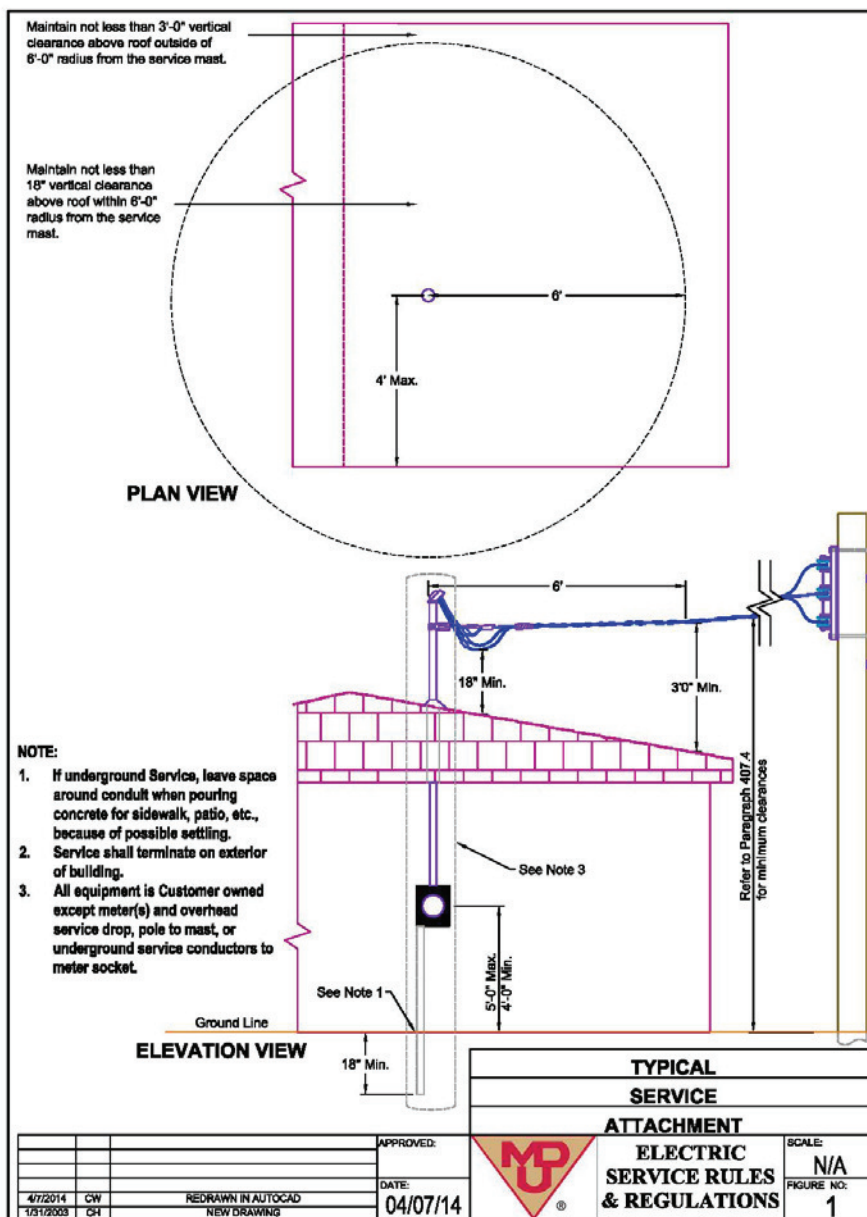 Maintain not less than 3'-0" vertical
clearance above roof outside of
6'-0" radius from the service mast.
Maintain not less than
18" vertical clearance
above roof within 6'-0"
radius from the service
mast.
6'
4' Max.
PLAN VIEW
6'
18" Min.
3'0" Min.
Refer to Paragraph 407.4
for minimum clearances
NOTE:
1. If underground Service, leave space
around conduit when pouring
concrete for sidewalk, patio, etc.,
because of possible settling.
2. Service shall terminate on exterior
of building.
3. All equipment is Customer owned
except meter(s) and overhead
service drop, pole to mast, or
underground service conductors to
meter socket.
See Note 3
5'-0" Max.
4'-0" Min.
See Note 1
Ground Line
ELEVATION VIEW
18" Min.
TYPICAL
SERVICE
ATTACHMENT
APPROVED:
DATE:
04/07/14
4/7/2014 CW REDRAWN IN AUTOCAD
1/31/2003 CH NEW DRAWING
MDU
®
ELECTRIC
SERVICE RULES
& REGULATIONS
SCALE:
N/A
FIGURE NO:
1